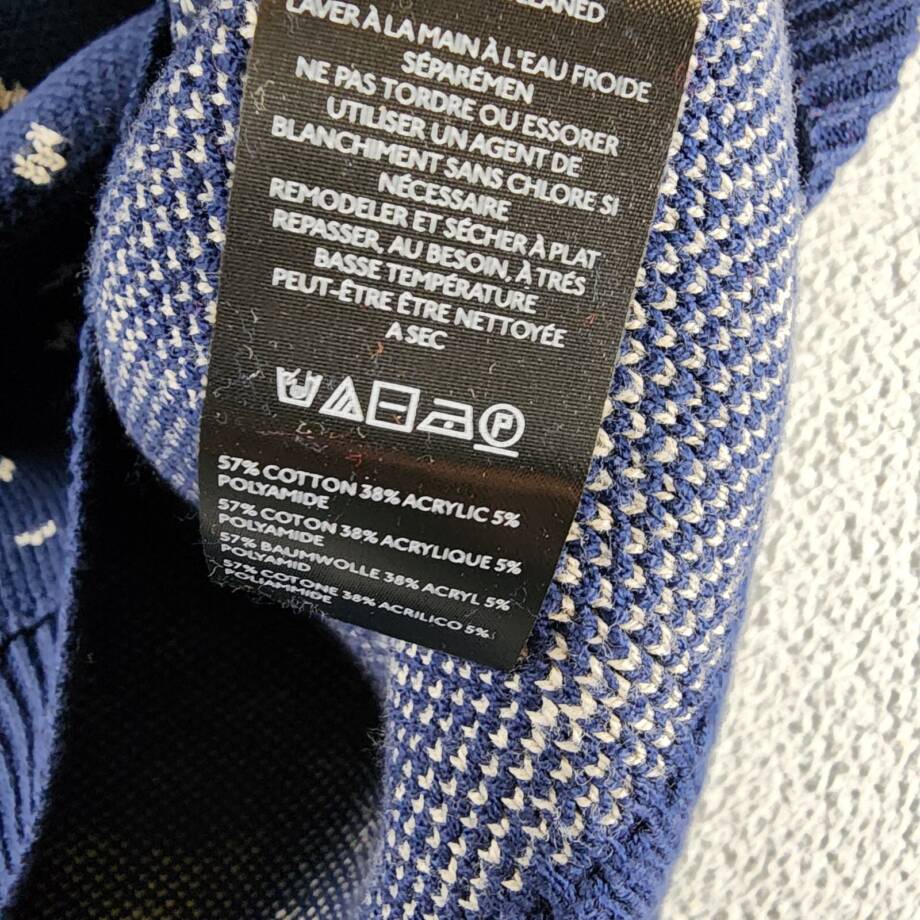 LAVER À LA MAIN À L'EAU FROIDE
SÉPARÉMEN
NE PAS TORDRE OU ESSORER
UTILISER UN AGENT DE
BLANCHIMENT SANS CHLORE SI
NÉCESSAIRE
REMODELER ET SÉCHER À PLAT
REPASSER, AU BESOIN, À TRÉS
BASSE TEMPÉRATURE
PEUT-ÊTRE ÊTRE NETTOYÉE
A SEC
P
57% COTTON 38% ACRYLIC 5%
POLYAMIDE
57% COTON 38% ACRYLIQUE 5%
POLYAMIDE
57% BAUMWOLLE 38% ACRYL 5%
POLYAMID
57% COTONE 38% ACRILICO 5%
POLIAMMIDE